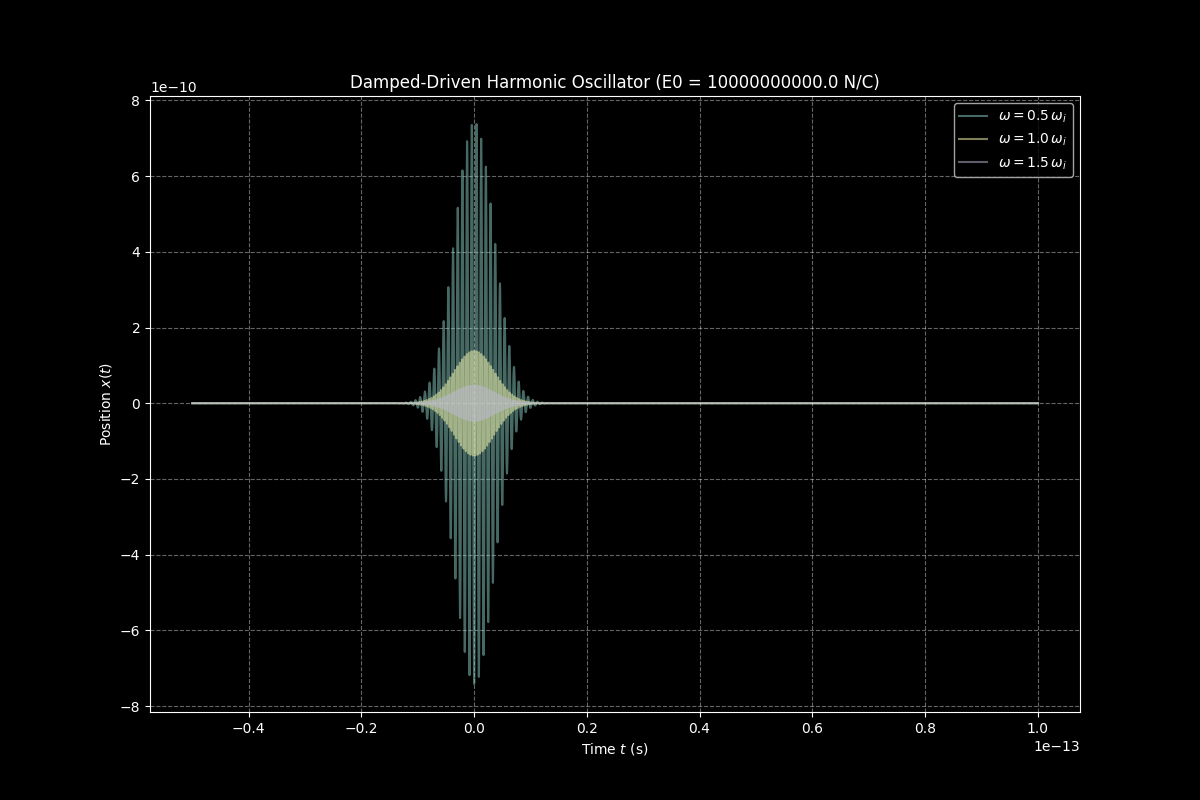 Damped-Driven Harmonic Oscillator (E0 = 10000000000.0 N/C)
1e−10
8
6
4
2
0
−2
−4
−6
−8
Position x(t)
ω = 0.5 ωᵢ
ω = 1.0 ωᵢ
ω = 1.5 ωᵢ
−0.4 −0.2 0.0 0.2 0.4 0.6 0.8 1.0
1e−13
Time t (s)